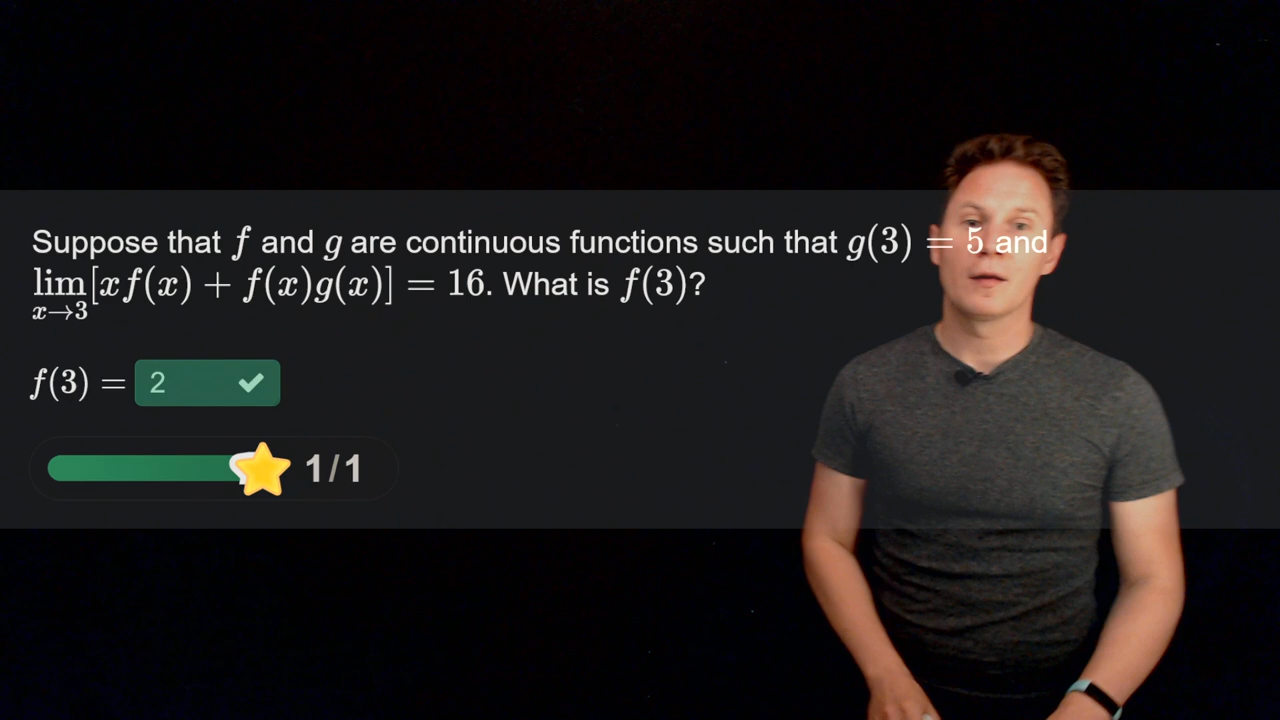 Suppose that f and g are continuous functions such that g(3) = 5 and
lim x→3 [xf(x) + f(x)g(x)] = 16. What is f(3)?
f(3) = 2
1/1